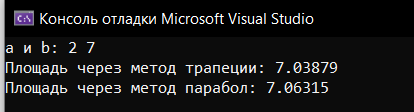 Консоль отладки Microsoft Visual Studio
a и b: 2 7
Площадь через метод трапеции: 7.03879
Площадь через метод парабол: 7.06315